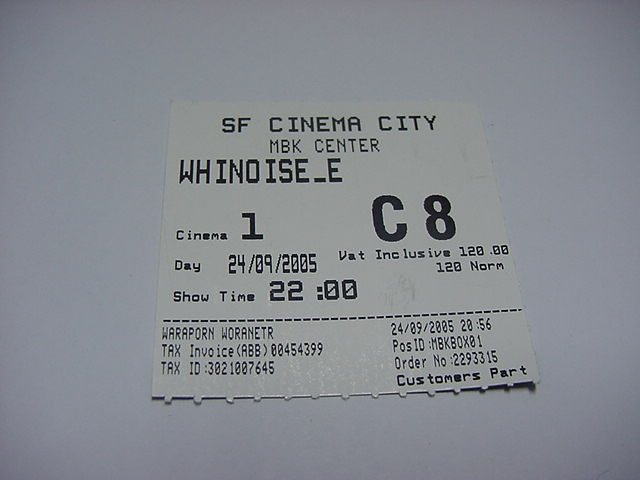 SF CINEMA CITY
MBK CENTER
WHINOISE_E
Cinema 1
C 8
Day 24/09/2005
Vat Inclusive 120.00
120 Norm
Show Time 22:00
WARAPORN WORANETR
TAX Invoice(ABB)00454399
TAX ID:3021007645
24/09/2005 20:56
PosID:MBKBOX01
Order No:2293315
Customers Part